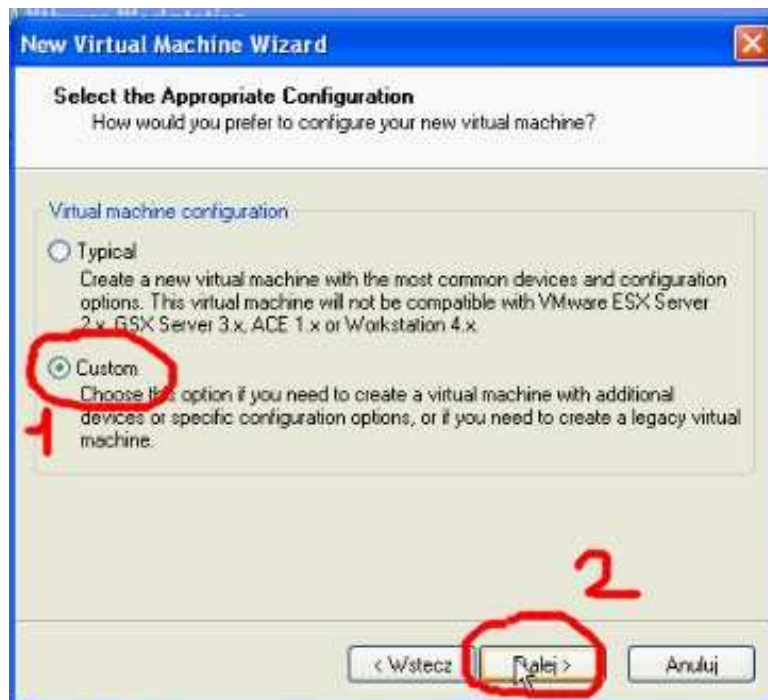 VMware Workstation
New Virtual Machine Wizard
Select the Appropriate Configuration
How would you prefer to configure your new virtual machine?
Virtual machine configuration
Typical
Create a new virtual machine with the most common devices and configuration
options. This virtual machine will not be compatible with VMware ESX Server
2.x, GSX Server 3.x, ACE 1.x or Workstation 4.x.
Custom
Choose this option if you need to create a virtual machine with additional
devices or specific configuration options, or if you need to create a legacy virtual
machine.
1
2
< Wstecz
Dalej >
Anuluj